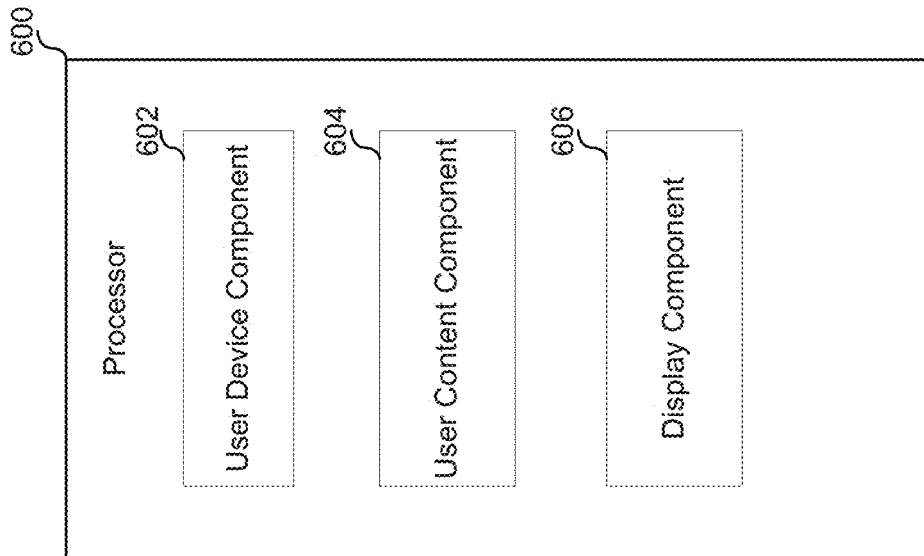 600
Processor
602
User Device Component
604
User Content Component
606
Display Component